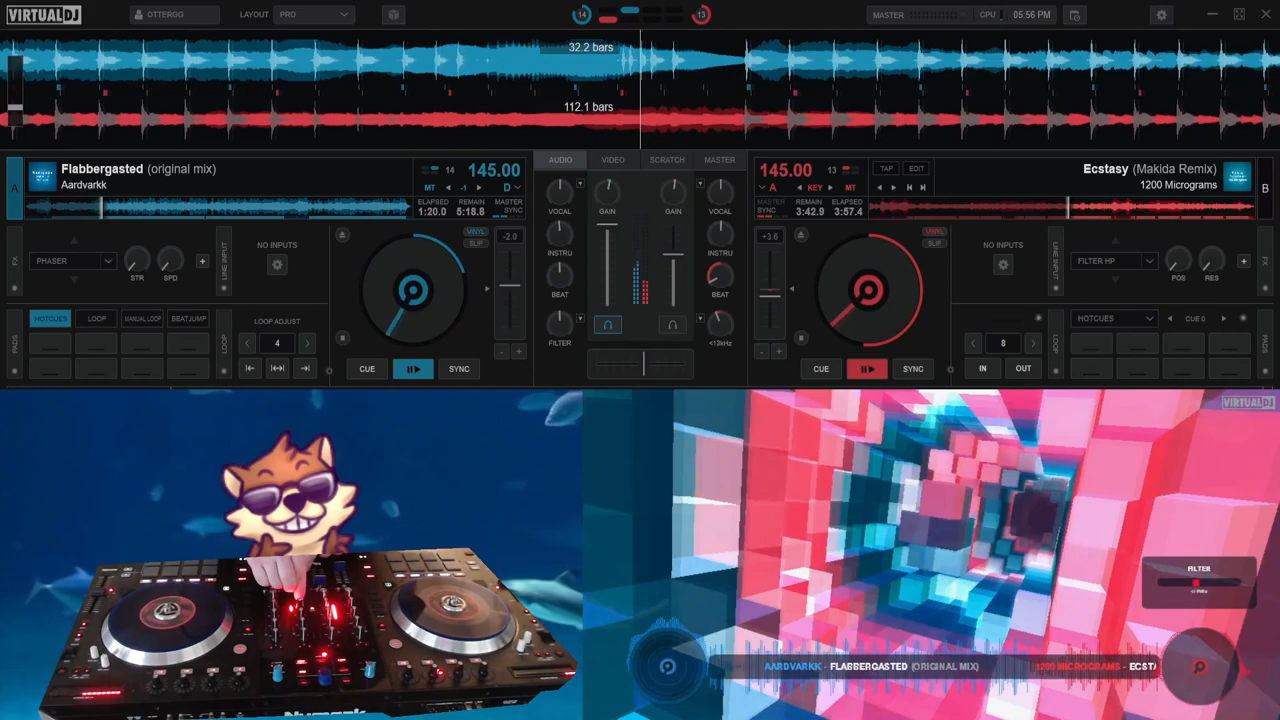 VIRTUALDJ
OTTERGG
LAYOUT
PRO
14
13
MASTER
CPU
05:56 PM
32.2 bars
112.1 bars
A
Flabbergasted (original mix)
Aardvarkk
14
145.00
MT
-1
D
ELAPSED
1:20.0
REMAIN
5:18.8
MASTER
SYNC
AUDIO
VIDEO
SCRATCH
MASTER
145.00
13
TAP
EDIT
A
KEY
MT
MASTER
SYNC
REMAIN
3:42.9
ELAPSED
3:57.4
Ecstasy (Makida Remix)
1200 Micrograms
B
FX
PHASER
STR
SPD
LINE INPUT
NO INPUTS
VINYL
SLIP
-2.0
VOCAL
GAIN
GAIN
VOCAL
INSTRU
INSTRU
BEAT
BEAT
FILTER
<13kHz
+3.6
VINYL
SLIP
NO INPUTS
LINE INPUT
FILTER HP
POS
RES
FX
PADS
HOTCUES
LOOP
MANUAL LOOP
BEATJUMP
LOOP
LOOP ADJUST
4
CUE
SYNC
CUE
SYNC
8
IN
OUT
LOOP
HOTCUES
CUE 0
PADS
VIRTUALDJ
FILTER
AARDVARKK - FLABBERGASTED (ORIGINAL MIX)
1200 MICROGRAMS - ECSTA
Numark